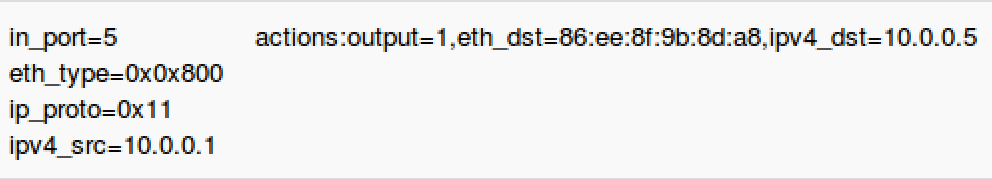 in_port=5 actions:output=1,eth_dst=86:ee:8f:9b:8d:a8,ipv4_dst=10.0.0.5
eth_type=0x0x800
ip_proto=0x11
ipv4_src=10.0.0.1